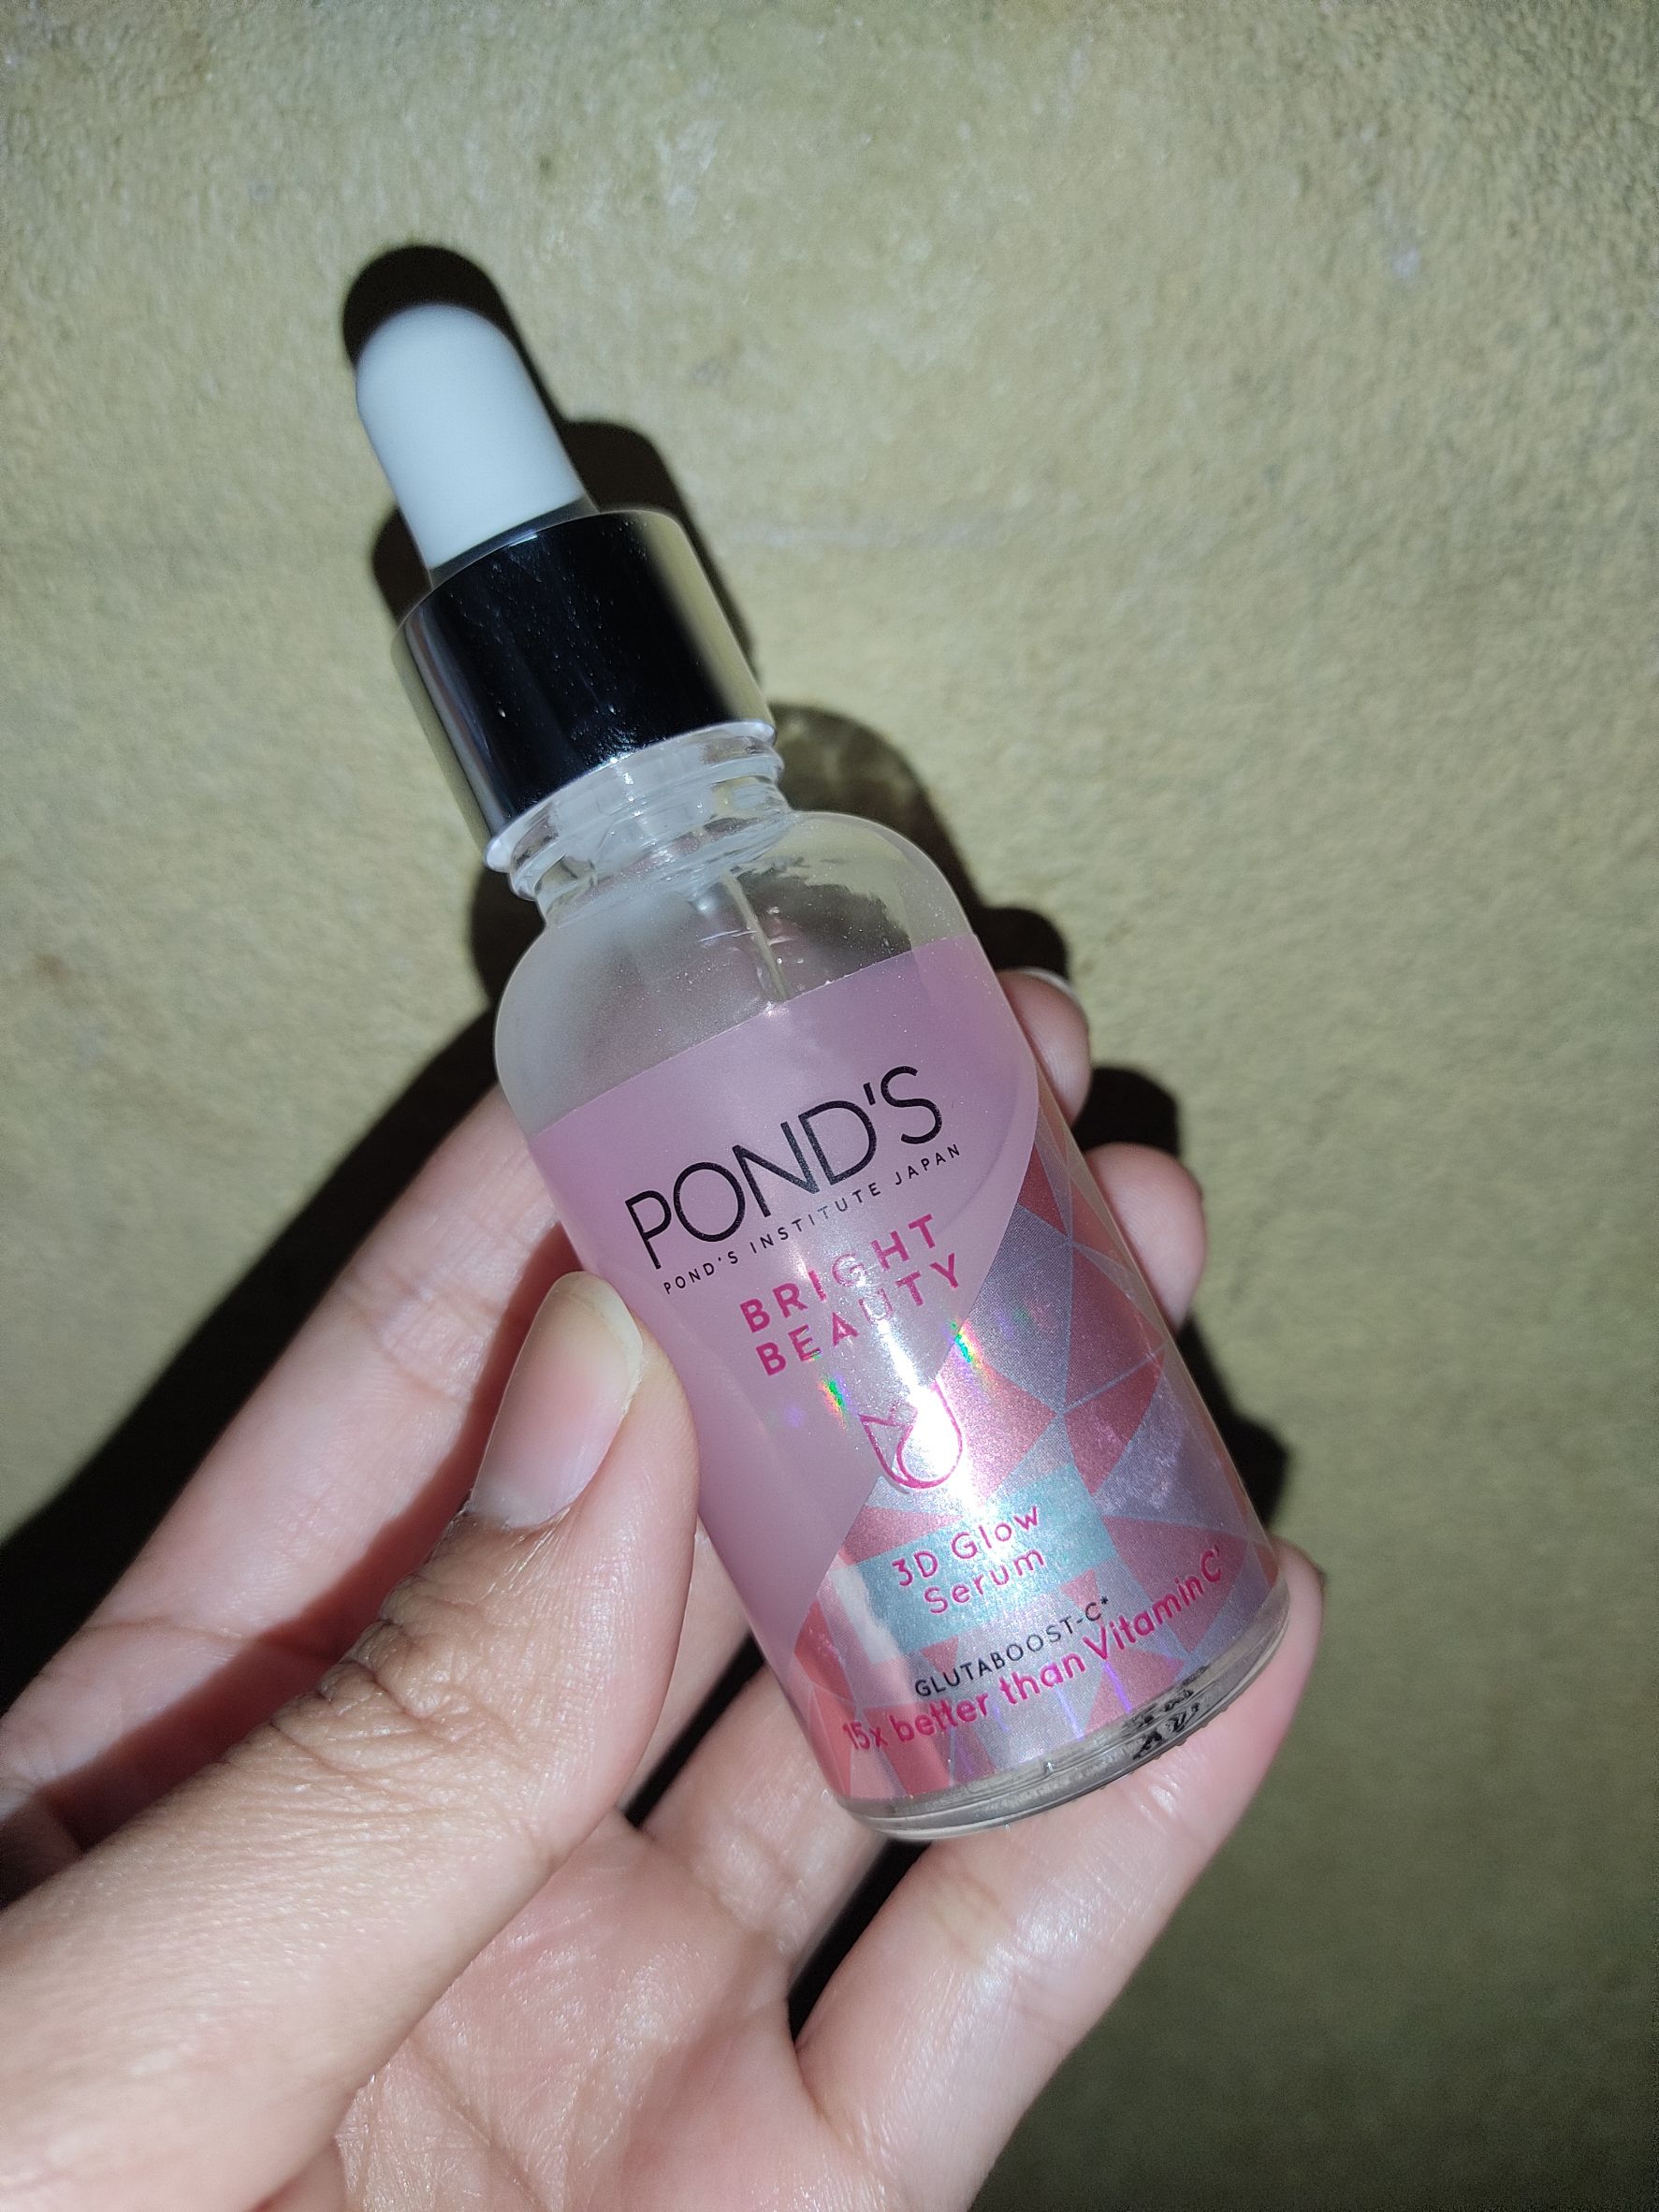 POND'S
POND'S INSTITUTE JAPAN
BRIGHT
BEAUTY
3D Glow
Serum
GLUTABOOST-C*
15x better than Vitamin C'